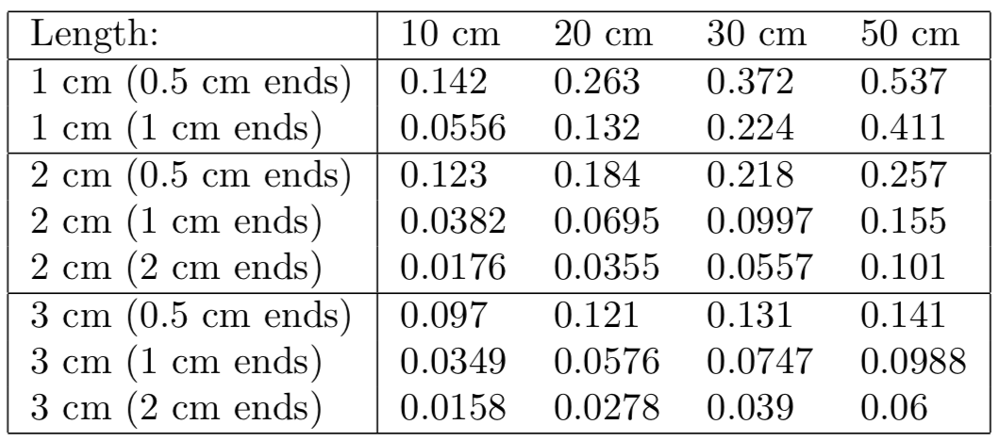 Length: 10 cm 20 cm 30 cm 50 cm
1 cm (0.5 cm ends) 0.142 0.263 0.372 0.537
1 cm (1 cm ends) 0.0556 0.132 0.224 0.411
2 cm (0.5 cm ends) 0.123 0.184 0.218 0.257
2 cm (1 cm ends) 0.0382 0.0695 0.0997 0.155
2 cm (2 cm ends) 0.0176 0.0355 0.0557 0.101
3 cm (0.5 cm ends) 0.097 0.121 0.131 0.141
3 cm (1 cm ends) 0.0349 0.0576 0.0747 0.0988
3 cm (2 cm ends) 0.0158 0.0278 0.039 0.06